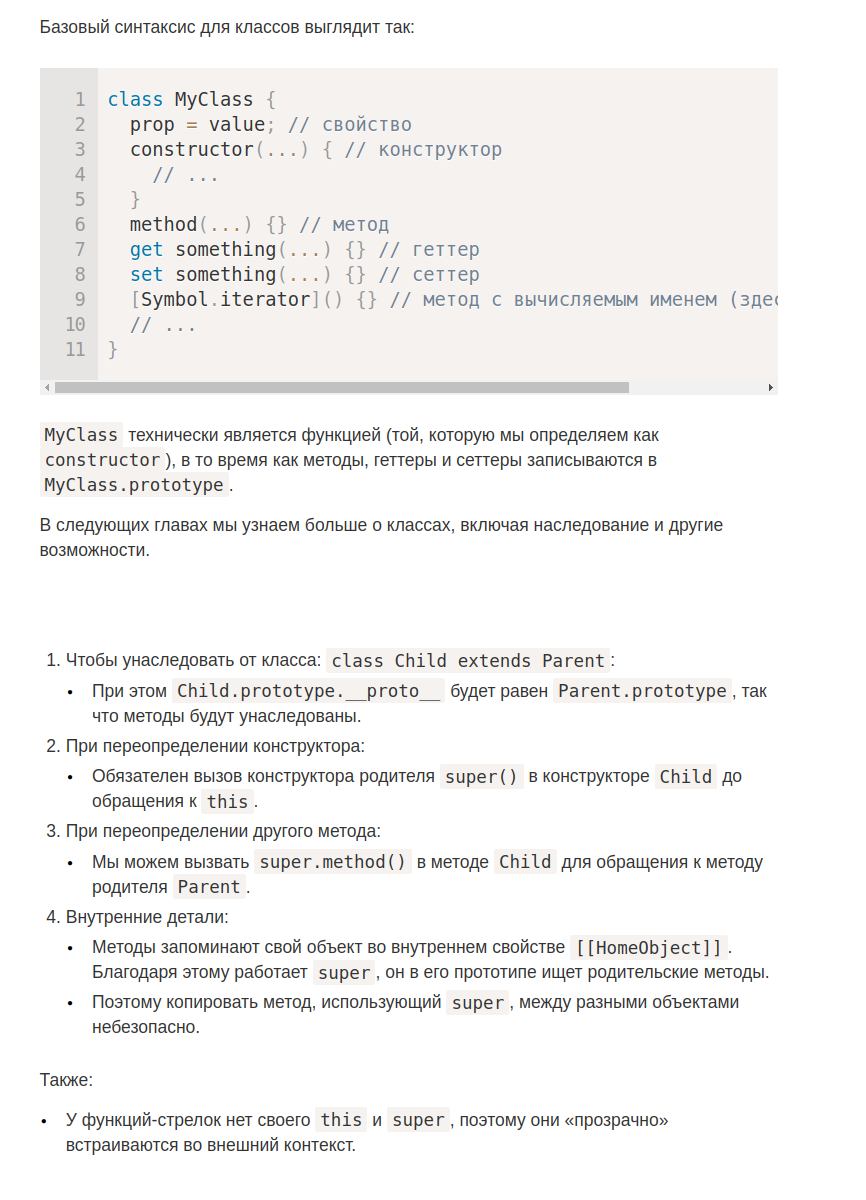 Базовый синтаксис для классов выглядит так:
1 class MyClass {
2 prop = value; // свойство
3 constructor(...) { // конструктор
4 // ...
5 }
6 method(...) {} // метод
7 get something(...) {} // геттер
8 set something(...) {} // сеттер
9 [Symbol.iterator]() {} // метод с вычисляемым именем (здес
10 // ...
11 }
MyClass технически является функцией (той, которую мы определяем как
constructor), в то время как методы, геттеры и сеттеры записываются в
MyClass.prototype.
В следующих главах мы узнаем больше о классах, включая наследование и другие
возможности.
1. Чтобы унаследовать от класса: class Child extends Parent:
• При этом Child.prototype.__proto__ будет равен Parent.prototype, так
что методы будут унаследованы.
2. При переопределении конструктора:
• Обязателен вызов конструктора родителя super() в конструкторе Child до
обращения к this.
3. При переопределении другого метода:
• Мы можем вызвать super.method() в методе Child для обращения к методу
родителя Parent.
4. Внутренние детали:
• Методы запоминают свой объект во внутреннем свойстве [[HomeObject]].
Благодаря этому работает super, он в его прототипе ищет родительские методы.
• Поэтому копировать метод, использующий super, между разными объектами
небезопасно.
Также:
• У функций-стрелок нет своего this и super, поэтому они «прозрачно»
встраиваются во внешний контекст.